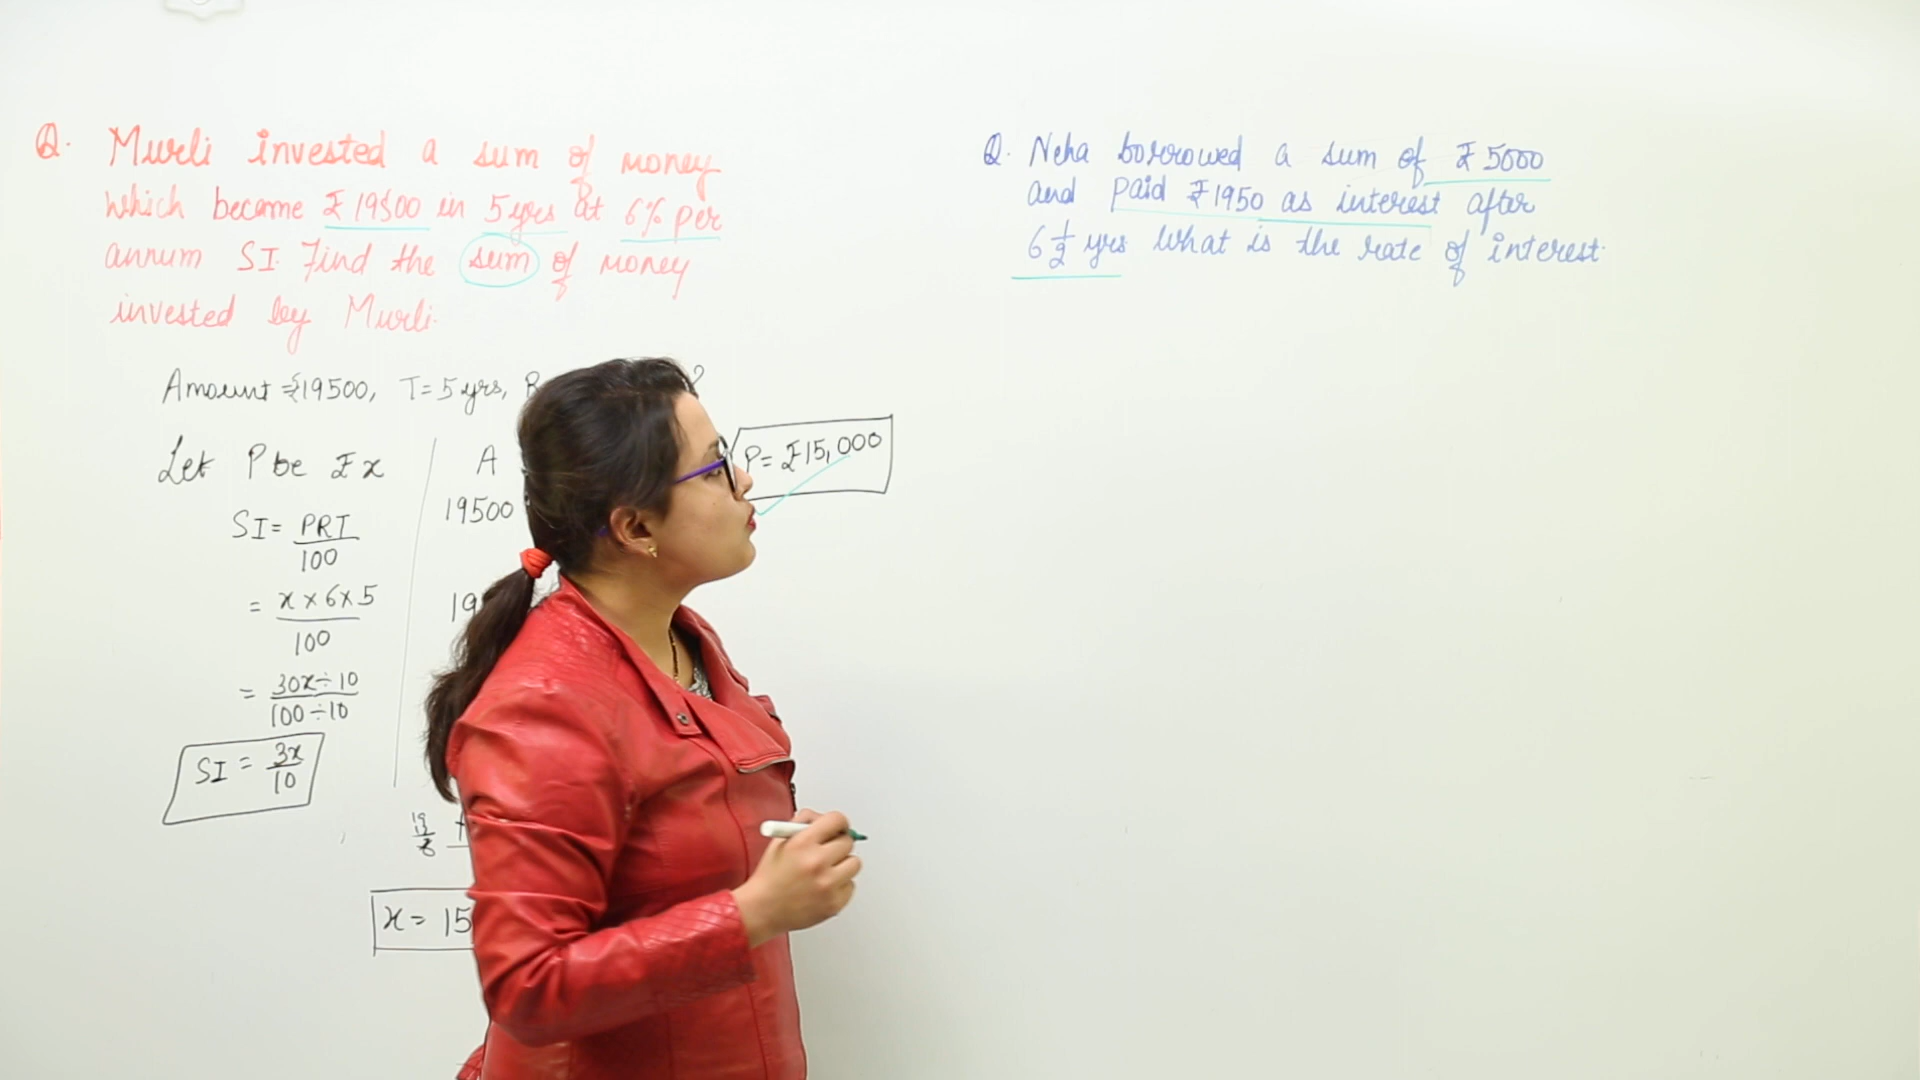 Q. Murli invested a sum of money
which become ₹19500 in 5 yrs at 6% per
annum SI. Find the sum of money
invested by Murli.
Amount = ₹19500, T = 5 yrs,
Let P be ₹ x
SI = PRT
100
= x × 6 × 5
100
= 30x ÷ 10
100 ÷ 10
SI = 3x
10
A
19500
P = ₹15,000
x = 15
Q. Neha borrowed a sum of ₹5000
and paid ₹1950 as interest after
6 1/2 yrs What is the rate of interest.